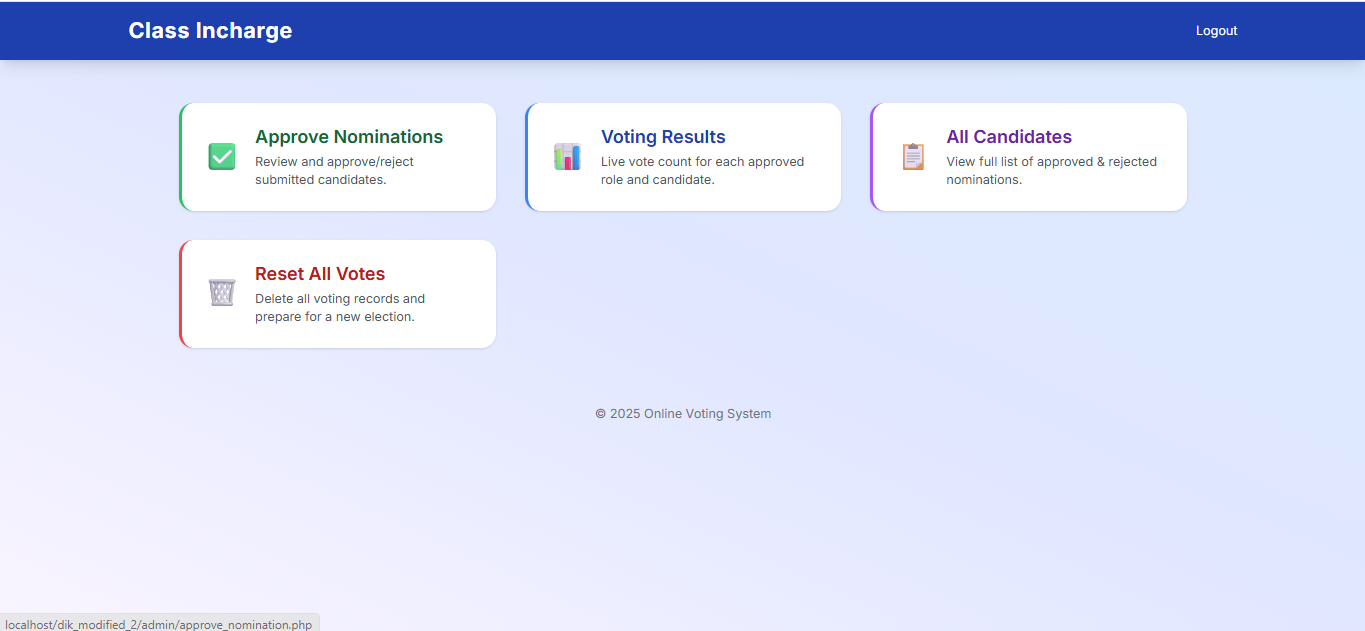 Class Incharge
Logout
Approve Nominations
Review and approve/reject
submitted candidates.
Voting Results
Live vote count for each approved
role and candidate.
All Candidates
View full list of approved & rejected
nominations.
Reset All Votes
Delete all voting records and
prepare for a new election.
© 2025 Online Voting System
localhost/dik_modified_2/admin/approve_nomination.php